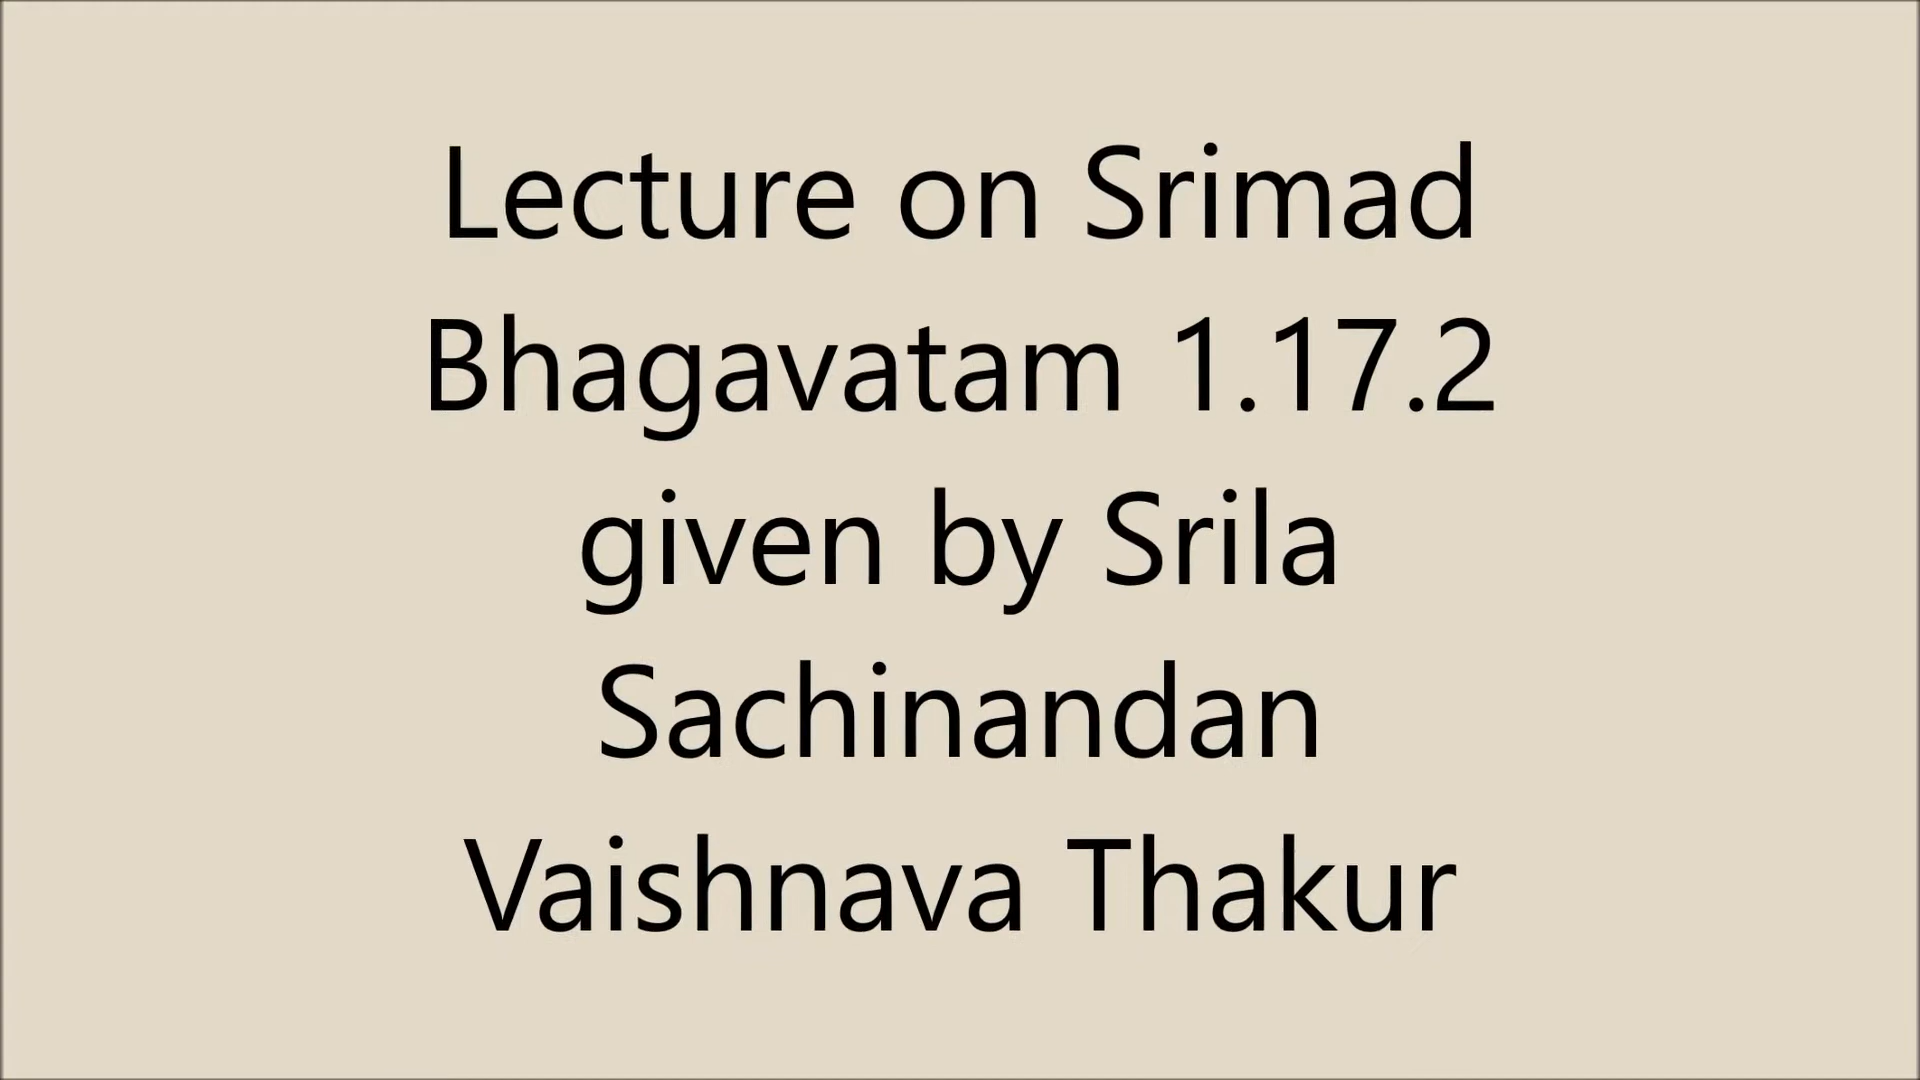 Lecture on Srimad
Bhagavatam 1.17.2
given by Srila
Sachinandan
Vaishnava Thakur